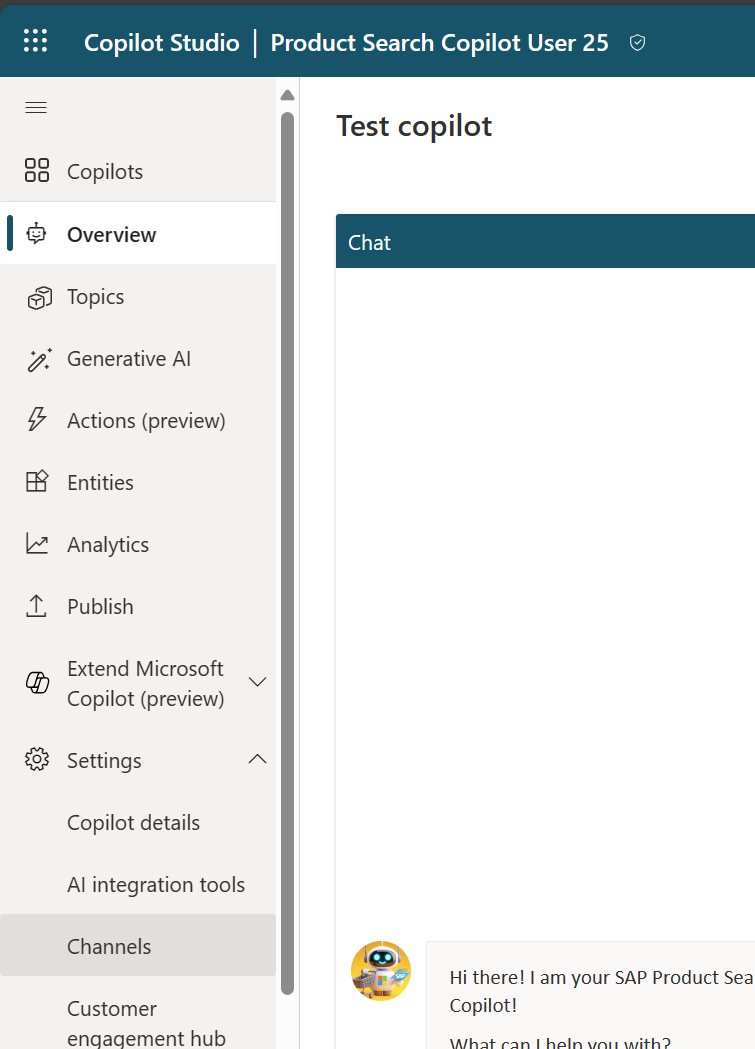 Copilot Studio | Product Search Copilot User 25
Test copilot
Copilots
Overview
Topics
Generative AI
Actions (preview)
Entities
Analytics
Publish
Extend Microsoft
Copilot (preview)
Settings
Copilot details
AI integration tools
Channels
Customer
engagement hub
Chat
Hi there! I am your SAP Product Sea
Copilot!
What can I help you with?